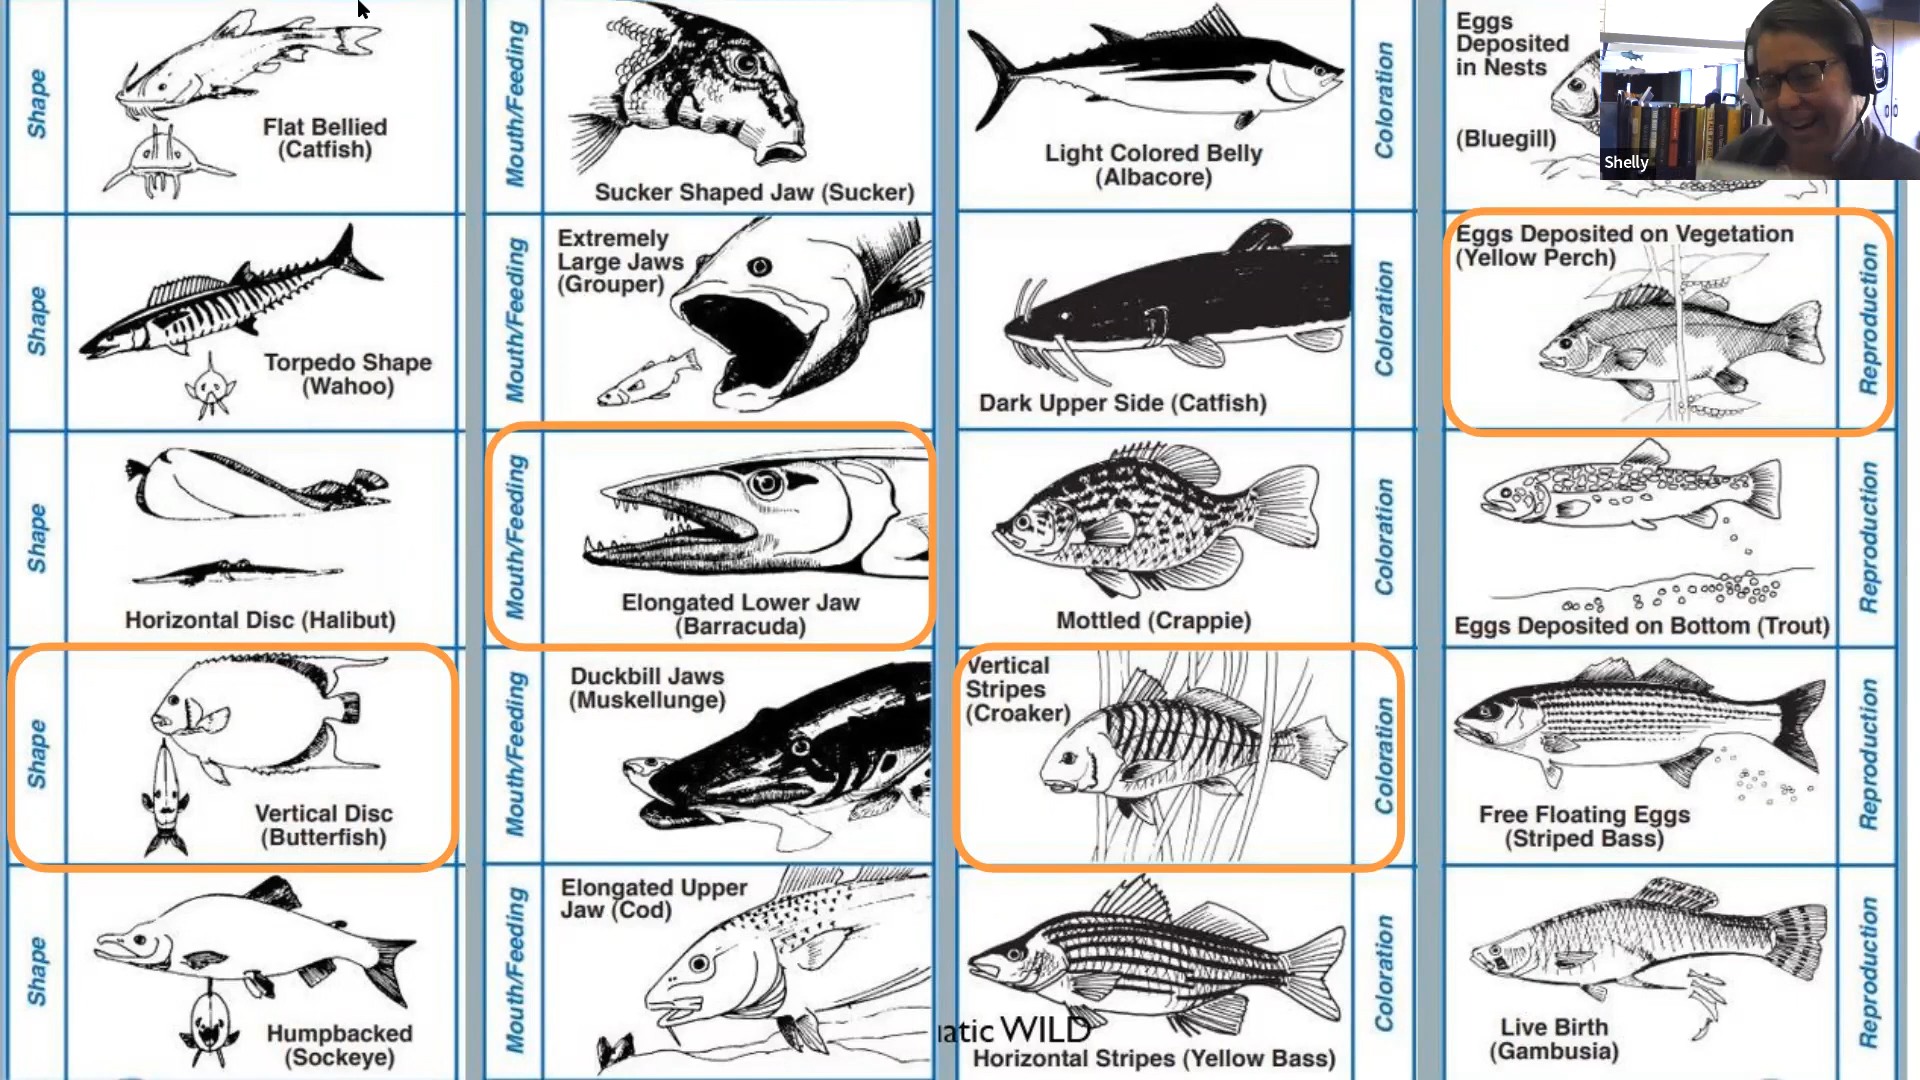 Shape
Flat Bellied
(Catfish)
Shape
Torpedo Shape
(Wahoo)
Shape
Horizontal Disc (Halibut)
Shape
Vertical Disc
(Butterfish)
Shape
Humpbacked
(Sockeye)
Mouth/Feeding
Sucker Shaped Jaw (Sucker)
Mouth/Feeding
Extremely
Large Jaws
(Grouper)
Mouth/Feeding
Elongated Lower Jaw
(Barracuda)
Mouth/Feeding
Duckbill Jaws
(Muskellunge)
Mouth/Feeding
Elongated Upper
Jaw (Cod)
Light Colored Belly
(Albacore)
Coloration
Dark Upper Side (Catfish)
Coloration
Mottled (Crappie)
Coloration
Vertical
Stripes
(Croaker)
Coloration
Horizontal Stripes (Yellow Bass)
Coloration
atic WILD
Eggs
Deposited
in Nests
(Bluegill)
Shelly
Eggs Deposited on Vegetation
(Yellow Perch)
Reproduction
Eggs Deposited on Bottom (Trout)
Reproduction
Free Floating Eggs
(Striped Bass)
Reproduction
Live Birth
(Gambusia)
Reproduction